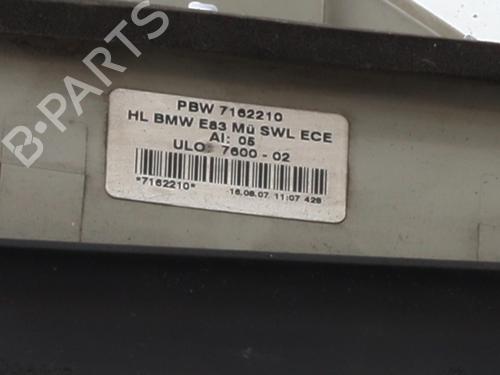 PBW 7162210
HL BMW E83 Mü SWL ECE
AI: 05
ULO: 7600 - 02
*7162210*
16.08.07 11:07 428
B-PARTS